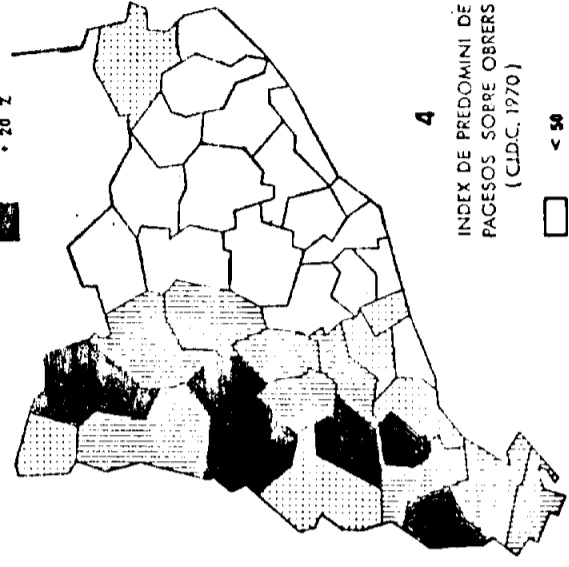 + 20 %
4
INDEX DE PREDOMINI DE
PAGESOS SOBRE OBRERS
( C.I.D.C. 1970 )
< 50